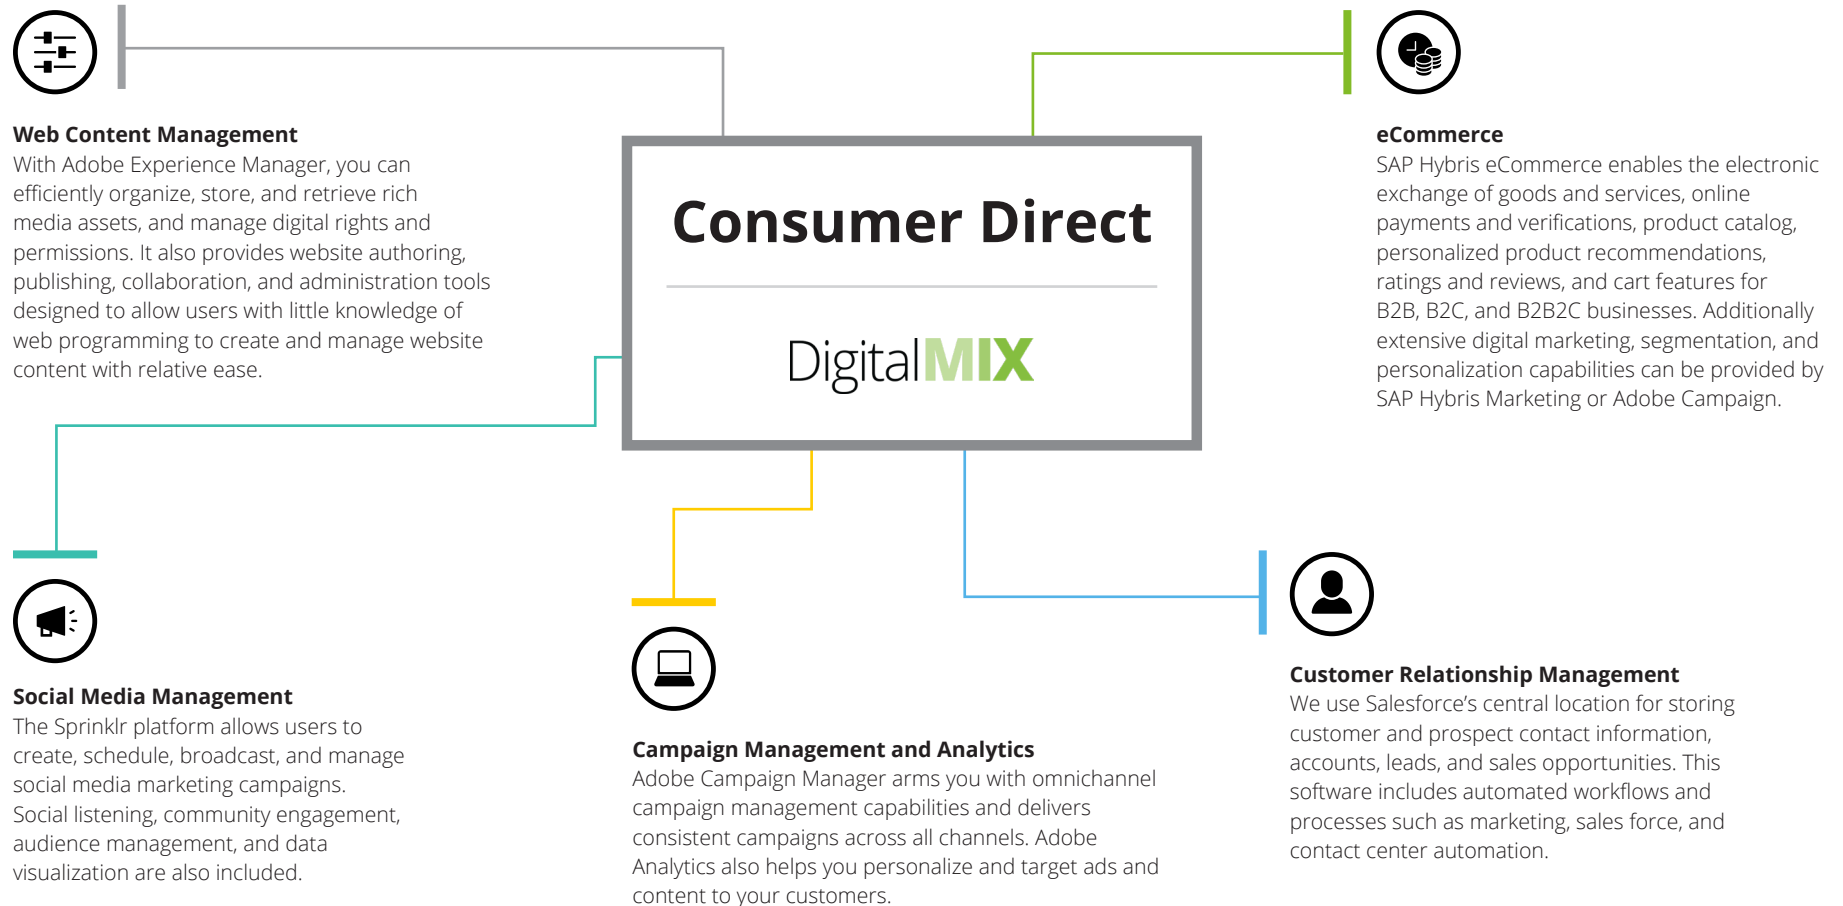 Web Content Management
With Adobe Experience Manager, you can
efficiently organize, store, and retrieve rich
media assets, and manage digital rights and
permissions. It also provides website authoring,
publishing, collaboration, and administration tools
designed to allow users with little knowledge of
web programming to create and manage website
content with relative ease.
Consumer Direct
DigitalMIX
eCommerce
SAP Hybris eCommerce enables the electronic
exchange of goods and services, online
payments and verifications, product catalog,
personalized product recommendations,
ratings and reviews, and cart features for
B2B, B2C, and B2B2C businesses. Additionally
extensive digital marketing, segmentation, and
personalization capabilities can be provided by
SAP Hybris Marketing or Adobe Campaign.
Social Media Management
The Sprinklr platform allows users to
create, schedule, broadcast, and manage
social media marketing campaigns.
Social listening, community engagement,
audience management, and data
visualization are also included.
Campaign Management and Analytics
Adobe Campaign Manager arms you with omnichannel
campaign management capabilities and delivers
consistent campaigns across all channels. Adobe
Analytics also helps you personalize and target ads and
content to your customers.
Customer Relationship Management
We use Salesforce’s central location for storing
customer and prospect contact information,
accounts, leads, and sales opportunities. This
software includes automated workflows and
processes such as marketing, sales force, and
contact center automation.